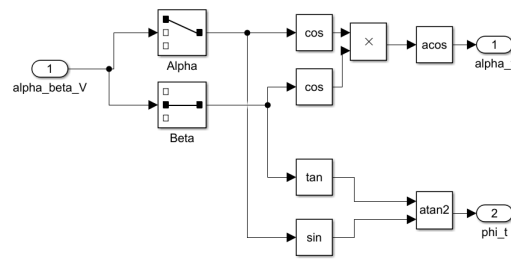 cos
×
acos
1
1
alpha_beta_V
Alpha
alpha_
cos
Beta
tan
atan2
2
phi_t
sin